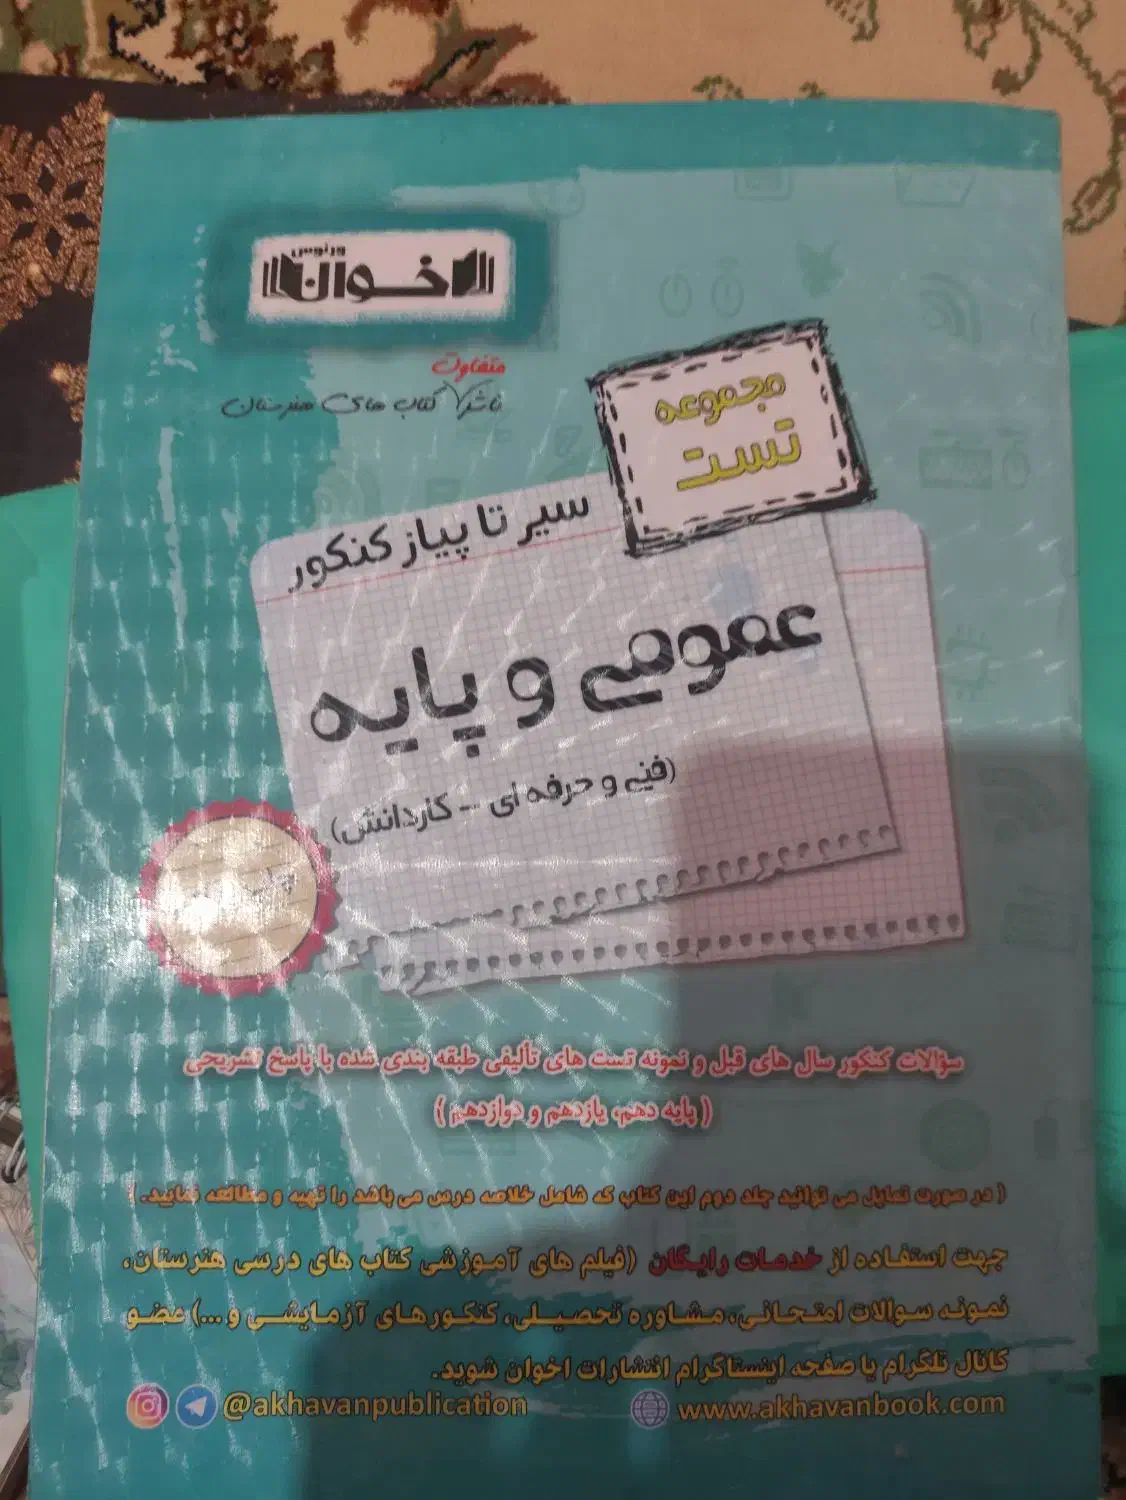 ورنوس
اخوان
متفاوت
ناشر کتاب های هنرستان
مجموعه
تست
سیر تا پیاز کنکور
عمومی و پایه
(فنی و حرفه ای - کاردانش)
چاپ
سؤالات کنکور سال های قبل و نمونه تست های تألیفی طبقه بندی شده با پاسخ تشریحی
( پایه دهم، یازدهم و دوازدهم )
( در صورت تمایل می توانید جلد دوم این کتاب که شامل خلاصه درس می باشد را تهیه و مطالعه نمایید. )
جهت استفاده از خدمات رایگان (فیلم های آموزشی کتاب های درسی هنرستان،
نمونه سوالات امتحانی، مشاوره تحصیلی، کنکورهای آزمایشی و ...) عضو
کانال تلگرام یا صفحه اینستاگرام انتشارات اخوان شوید.
@akhavanpublication www.akhavanbook.com